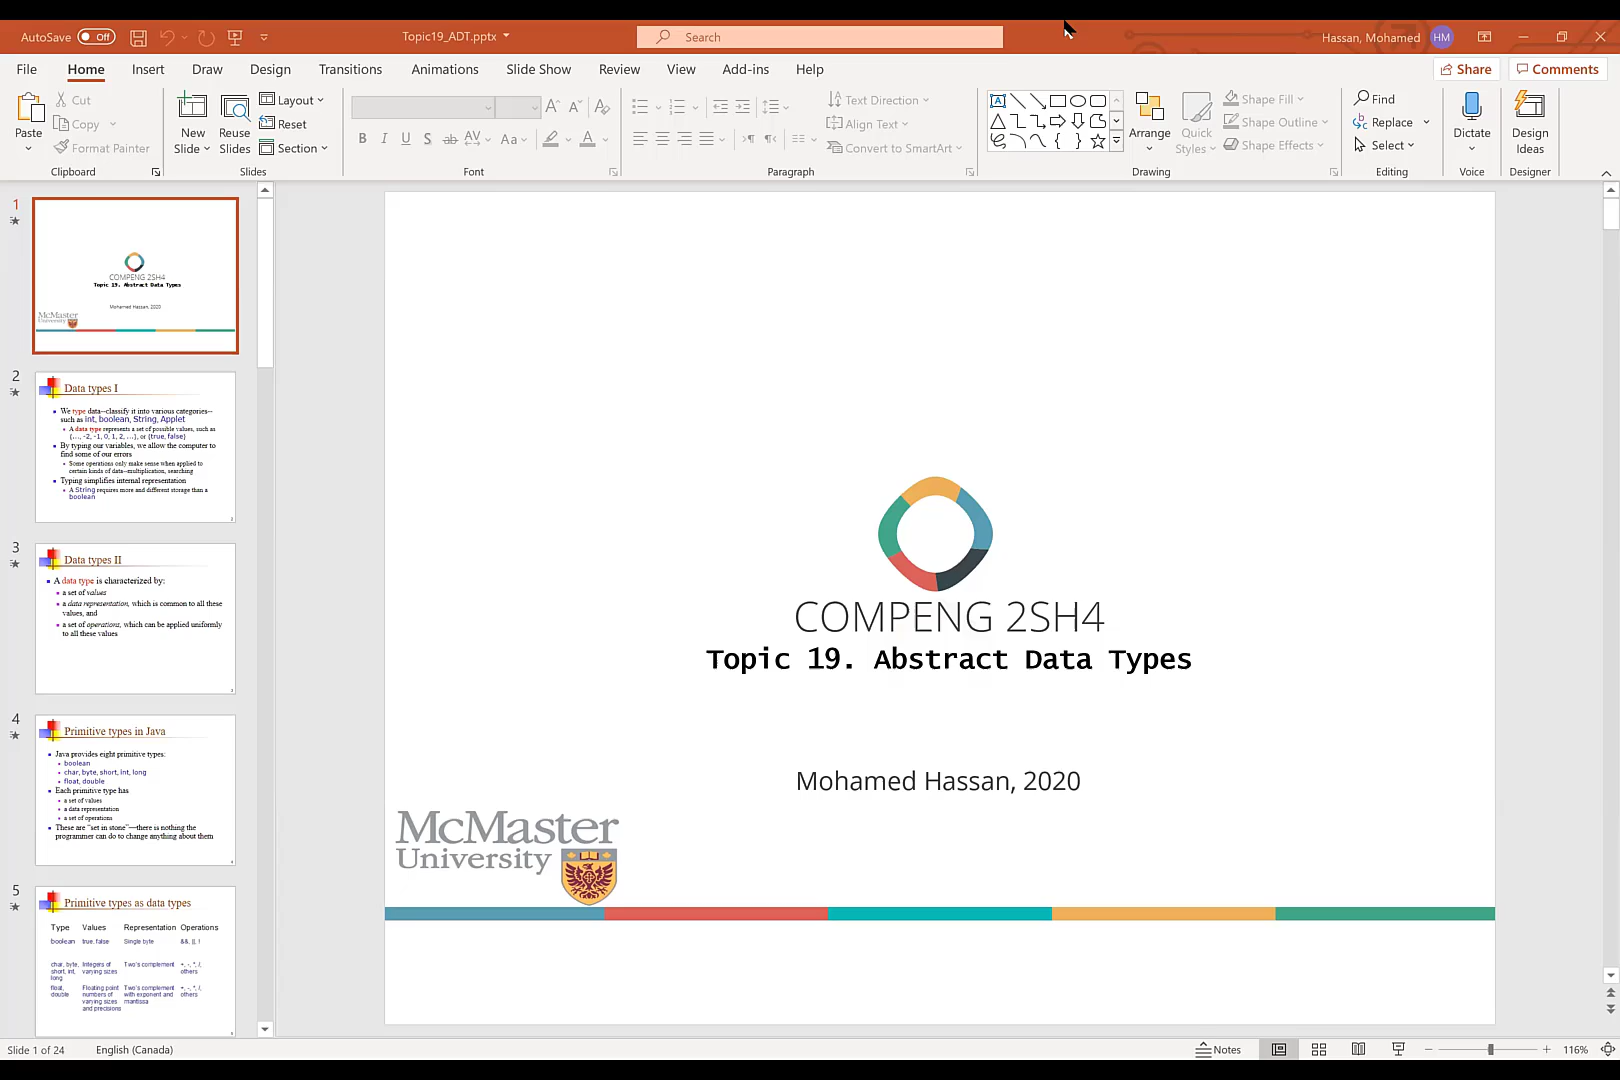 AutoSave Off
Topic19_ADT.pptx
Search
Hassan, Mohamed HM
File Home Insert Draw Design Transitions Animations Slide Show Review View Add-ins Help
Share Comments
Paste
Cut
Copy
Format Painter
Clipboard
New
Slide
Reuse
Slides
Layout
Reset
Section
Slides
B I U S ab AV Aa A
Font
Text Direction
Align Text
Convert to SmartArt
Paragraph
Arrange
Quick
Styles
Shape Fill
Shape Outline
Shape Effects
Drawing
Find
Replace
Select
Editing
Dictate
Voice
Design
Ideas
Designer
1
COMPENG 2SH4
Topic 19. Abstract Data Types
Mohamed Hassan, 2020
McMaster
University
2
Data types I
We type data--classify it into various categories--
such as int, boolean, String, Applet
A data type represents a set of possible values, such as
{..., -2, -1, 0, 1, 2, ...}, or {true, false}
By typing our variables, we allow the computer to
find some of our errors
Some operations only make sense when applied to
certain kinds of data--multiplication, searching
Typing simplifies internal representation
A String requires more and different storage than a
boolean
2
3
Data types II
A data type is characterized by:
a set of values
a data representation, which is common to all these
values, and
a set of operations, which can be applied uniformly
to all these values
3
4
Primitive types in Java
Java provides eight primitive types:
boolean
char, byte, short, int, long
float, double
Each primitive type has
a set of values
a data representation
a set of operations
These are “set in stone”—there is nothing the
programmer can do to change anything about them
4
5
Primitive types as data types
Type Values Representation Operations
boolean true, false Single byte &&, ||, !
char, byte, Integers of Two's complement +, -, *, /,
short, int, varying sizes others
long
float, Floating point Two's complement +, -, *, /,
double numbers of with exponent and others
varying sizes mantissa
and precisions
5
COMPENG 2SH4
Topic 19. Abstract Data Types
Mohamed Hassan, 2020
McMaster
University
Slide 1 of 24 English (Canada) Notes 116%